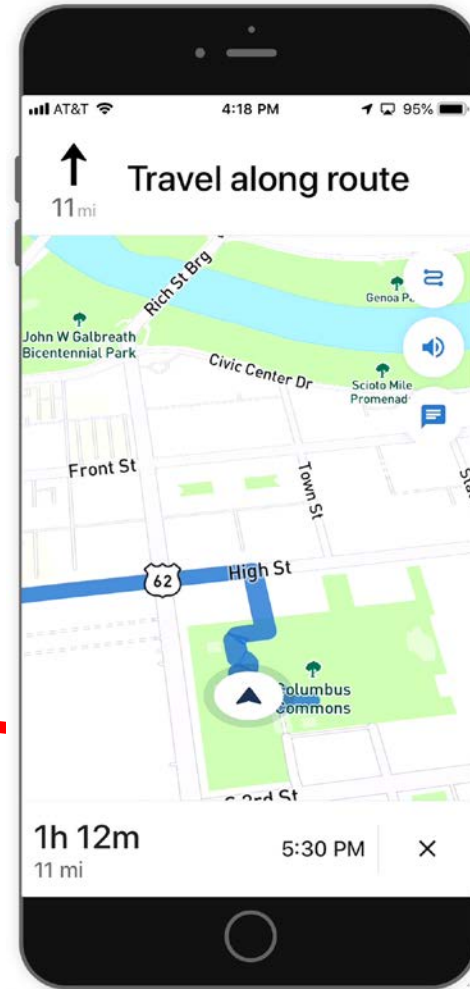 AT&T
4:18 PM
95%
11 mi
Travel along route
Rich St Brg
Genoa
John W Galbreath
Bicentennial Park
Civic Center Dr
Scioto Mile
Front St
Town St
62
High St
Columbus
Commons
1h 12m
5:30 PM
11 mi